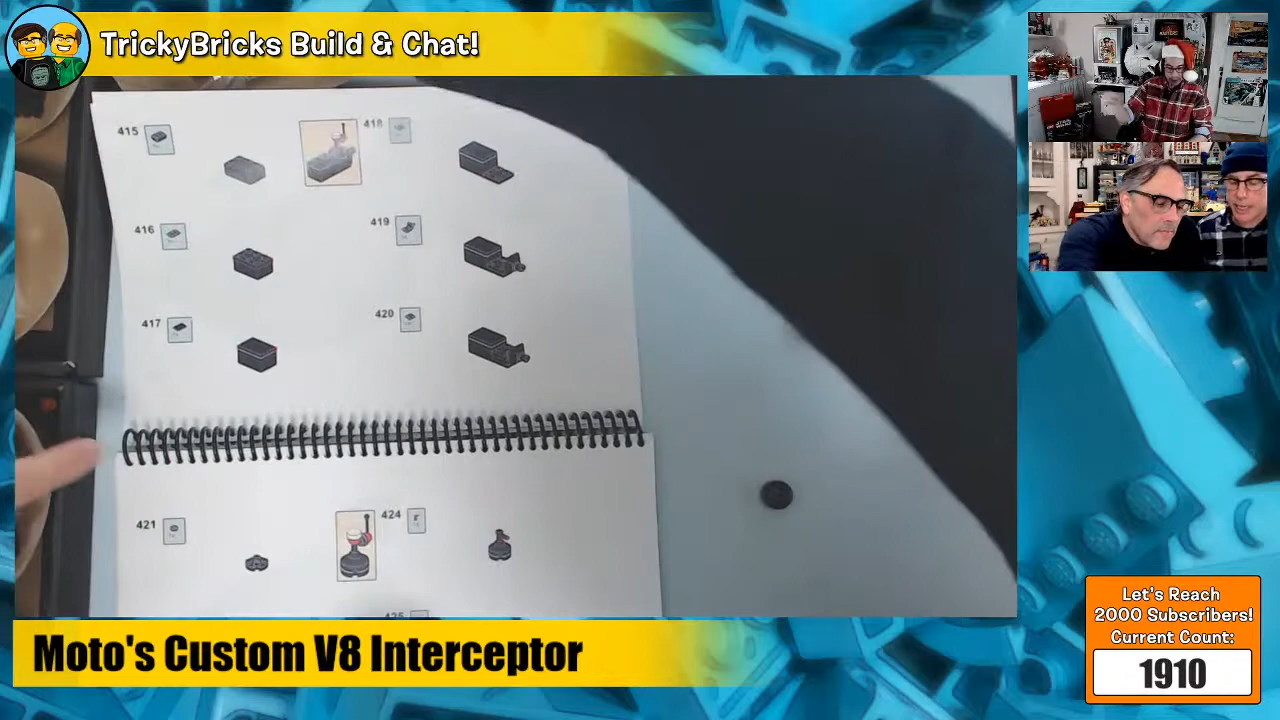 TrickyBricks Build & Chat!
415
418
416
419
417
420
421
424
Moto's Custom V8 Interceptor
Let's Reach
2000 Subscribers!
Current Count:
1910